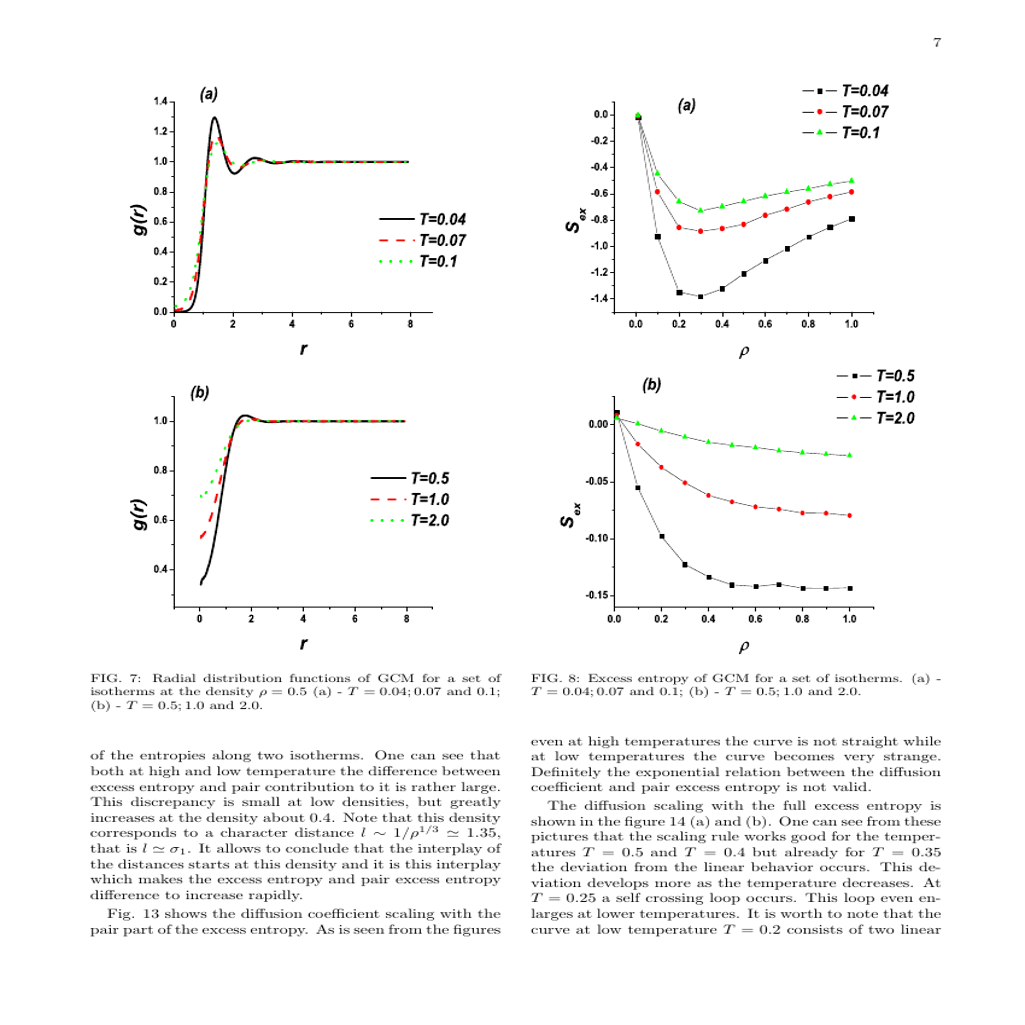 7
(a)
1.4
1.2
1.0
0.8
0.6
0.4
0.2
0.0
g(r)
T=0.04
T=0.07
T=0.1
0 2 4 6 8
r
(b)
1.0
0.8
0.6
0.4
g(r)
T=0.5
T=1.0
T=2.0
0 2 4 6 8
r
FIG. 7: Radial distribution functions of GCM for a set of
isotherms at the density ρ = 0.5 (a) - T = 0.04; 0.07 and 0.1;
(b) - T = 0.5; 1.0 and 2.0.
of the entropies along two isotherms. One can see that
both at high and low temperature the difference between
excess entropy and pair contribution to it is rather large.
This discrepancy is small at low densities, but greatly
increases at the density about 0.4. Note that this density
corresponds to a character distance l ∼ 1/ρ^{1/3} ≃ 1.35,
that is l ≃ σ₁. It allows to conclude that the interplay of
the distances starts at this density and it is this interplay
which makes the excess entropy and pair excess entropy
difference to increase rapidly.
Fig. 13 shows the diffusion coefficient scaling with the
pair part of the excess entropy. As is seen from the figures
(a)
T=0.04
T=0.07
T=0.1
0.0
-0.2
-0.4
-0.6
-0.8
-1.0
-1.2
-1.4
S_ex
0.0 0.2 0.4 0.6 0.8 1.0
ρ
(b)
T=0.5
T=1.0
T=2.0
0.00
-0.05
-0.10
-0.15
S_ex
0.0 0.2 0.4 0.6 0.8 1.0
ρ
FIG. 8: Excess entropy of GCM for a set of isotherms. (a) -
T = 0.04; 0.07 and 0.1; (b) - T = 0.5; 1.0 and 2.0.
even at high temperatures the curve is not straight while
at low temperatures the curve becomes very strange.
Definitely the exponential relation between the diffusion
coefficient and pair excess entropy is not valid.
The diffusion scaling with the full excess entropy is
shown in the figure 14 (a) and (b). One can see from these
pictures that the scaling rule works good for the temper-
atures T = 0.5 and T = 0.4 but already for T = 0.35
the deviation from the linear behavior occurs. This de-
viation develops more as the temperature decreases. At
T = 0.25 a self crossing loop occurs. This loop even en-
larges at lower temperatures. It is worth to note that the
curve at low temperature T = 0.2 consists of two linear